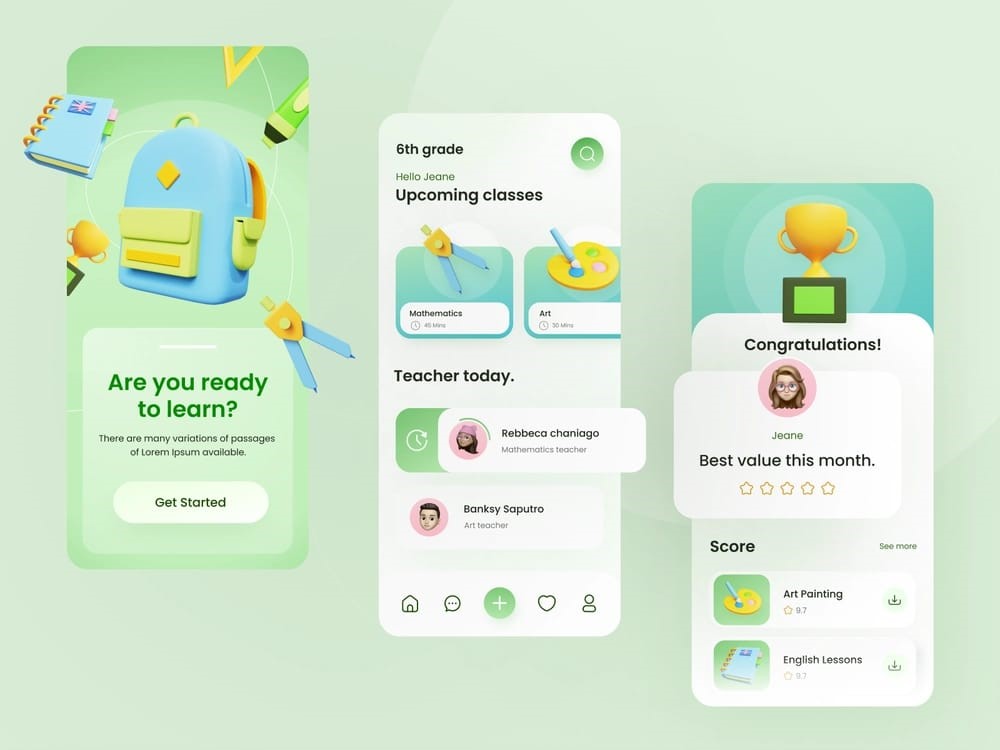 Are you ready
to learn?
There are many variations of passages
of Lorem Ipsum available.
Get Started
6th grade
Hello Jeane
Upcoming classes
Mathematics
45 Mins
Art
30 Mins
Teacher today.
Rebbeca chaniago
Mathematics teacher
Banksy Saputro
Art teacher
Congratulations!
Jeane
Best value this month.
Score
See more
Art Painting
9.7
English Lessons
9.7